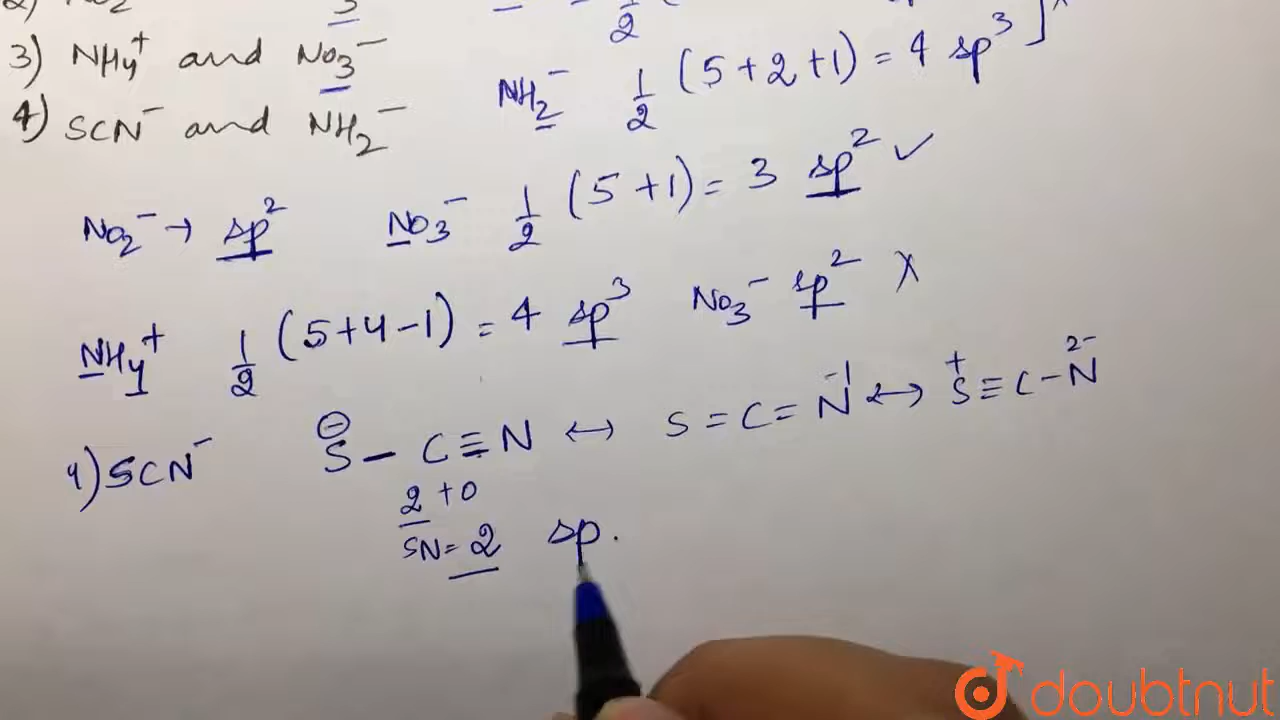 3) NH4+ and NO3−
4) SCN− and NH2−
NH2− 1/2 (5+2+1) = 4 sp3 ]
NO2− → sp2 NO3− 1/2 (5+1) = 3 sp2 ✓
NH4+ 1/2 (5+4−1) = 4 sp3 NO3− sp2 X
4) SCN− ⊖S − C ≡ N ↔ S = C = N−1 ↔ S+ ≡ C − N2−
2 + 0
SN = 2 sp.
doubtnut